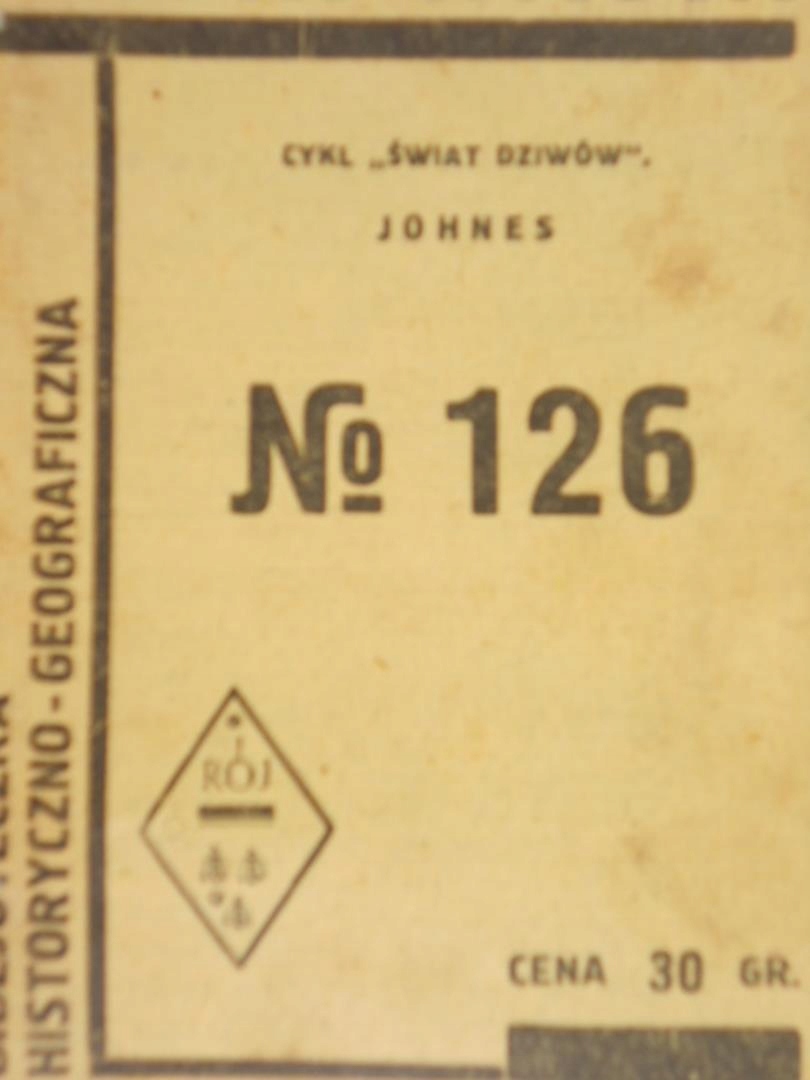 CYKL „ŚWIAT DZIWÓW“.
JOHNES
№ 126
RÓJ
CENA 30 GR.
HISTORYCZNO-GEOGRAFICZNA